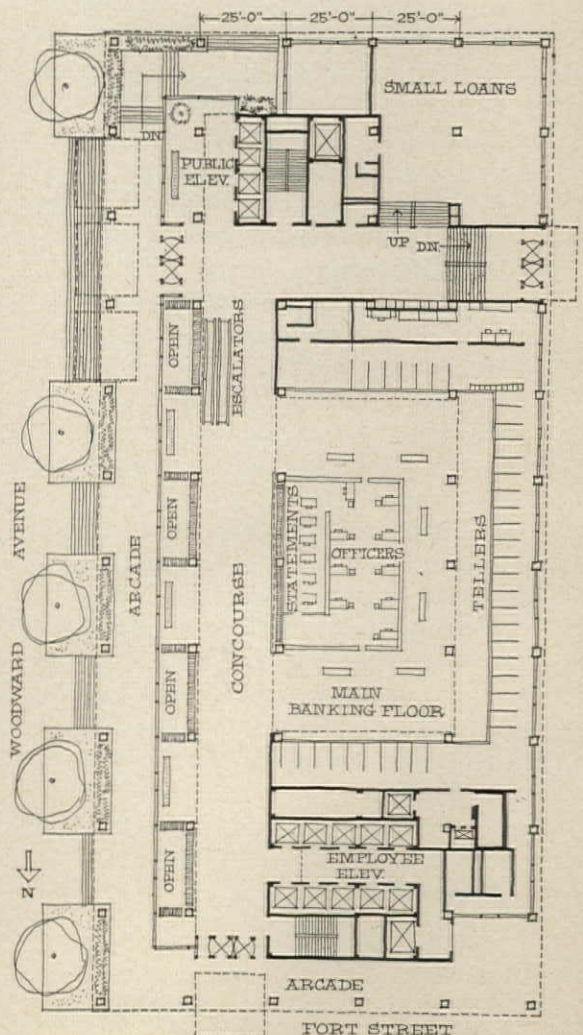 25'-0" 25'-0" 25'-0"
SMALL LOANS
DN.
PUBLIC
ELEV.
UP DN.
OPEN
ESCALATORS
OPEN
STATEMENTS
OFFICERS
TELLERS
AVENUE
ARCADE
CONCOURSE
OPEN
WOODWARD
MAIN
BANKING FLOOR
OPEN
OPEN
EMPLOYEE
ELEV.
N
ARCADE
FORT STREET